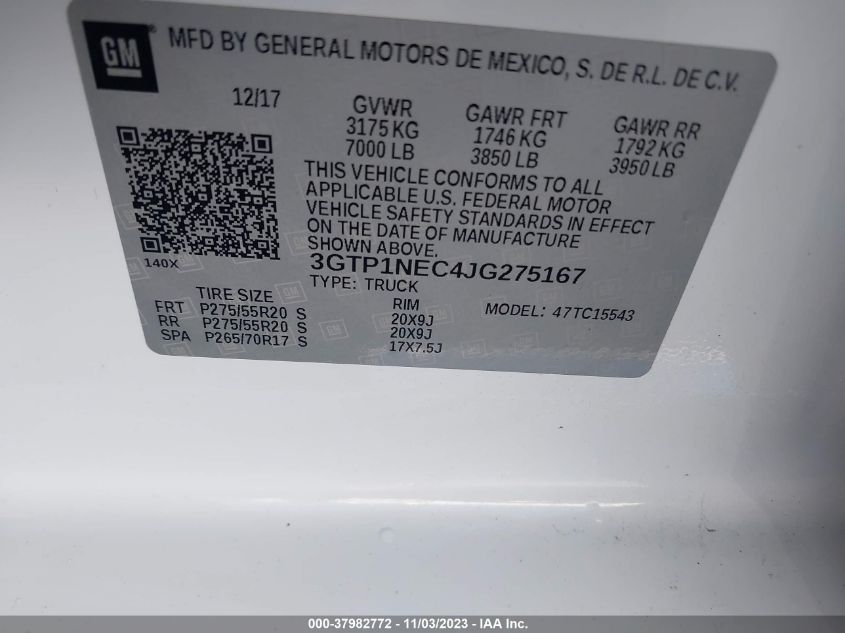 GM
MFD BY GENERAL MOTORS DE MEXICO, S. DE R.L. DE C.V.
12/17
GVWR
3175 KG
7000 LB
GAWR FRT
1746 KG
3850 LB
GAWR RR
1792 KG
3950 LB
THIS VEHICLE CONFORMS TO ALL
APPLICABLE U.S. FEDERAL MOTOR
VEHICLE SAFETY STANDARDS IN EFFECT
ON THE DATE OF MANUFACTURE
SHOWN ABOVE.
140X
3GTP1NEC4JG275167
TYPE: TRUCK
TIRE SIZE
RIM
MODEL: 47TC15543
FRT P275/55R20 S 20X9J
RR P275/55R20 S 20X9J
SPA P265/70R17 S 17X7.5J
000-37982772 - 11/03/2023 - IAA Inc.